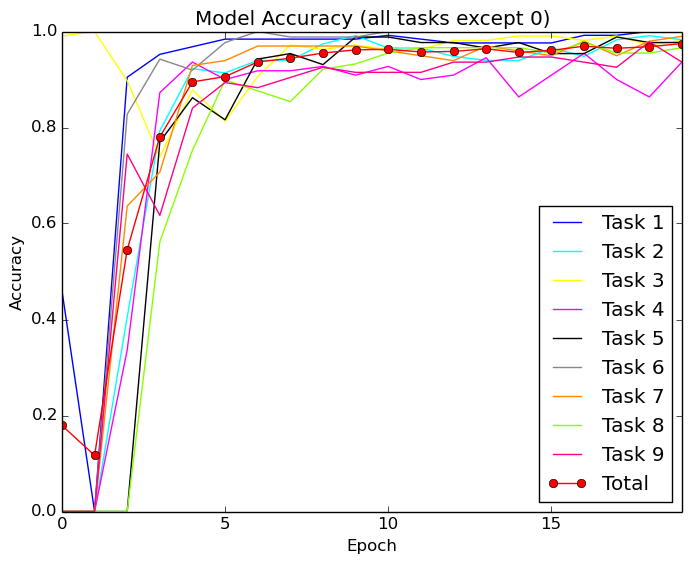 Model Accuracy (all tasks except 0)
1.0
0.8
0.6
0.4
0.2
0.0
Accuracy
0
5
10
15
Epoch
Task 1
Task 2
Task 3
Task 4
Task 5
Task 6
Task 7
Task 8
Task 9
Total